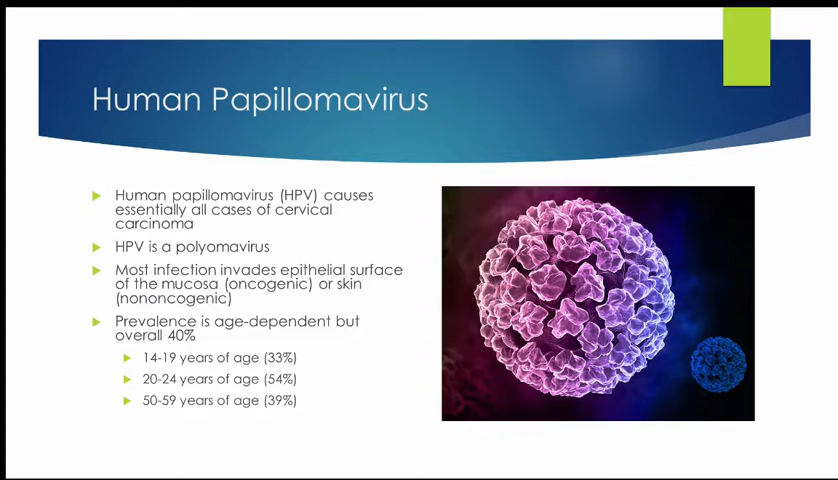 Human Papillomavirus
Human papillomavirus (HPV) causes
essentially all cases of cervical
carcinoma
HPV is a polyomavirus
Most infection invades epithelial surface
of the mucosa (oncogenic) or skin
(nononcogenic)
Prevalence is age-dependent but
overall 40%
14-19 years of age (33%)
20-24 years of age (54%)
50-59 years of age (39%)